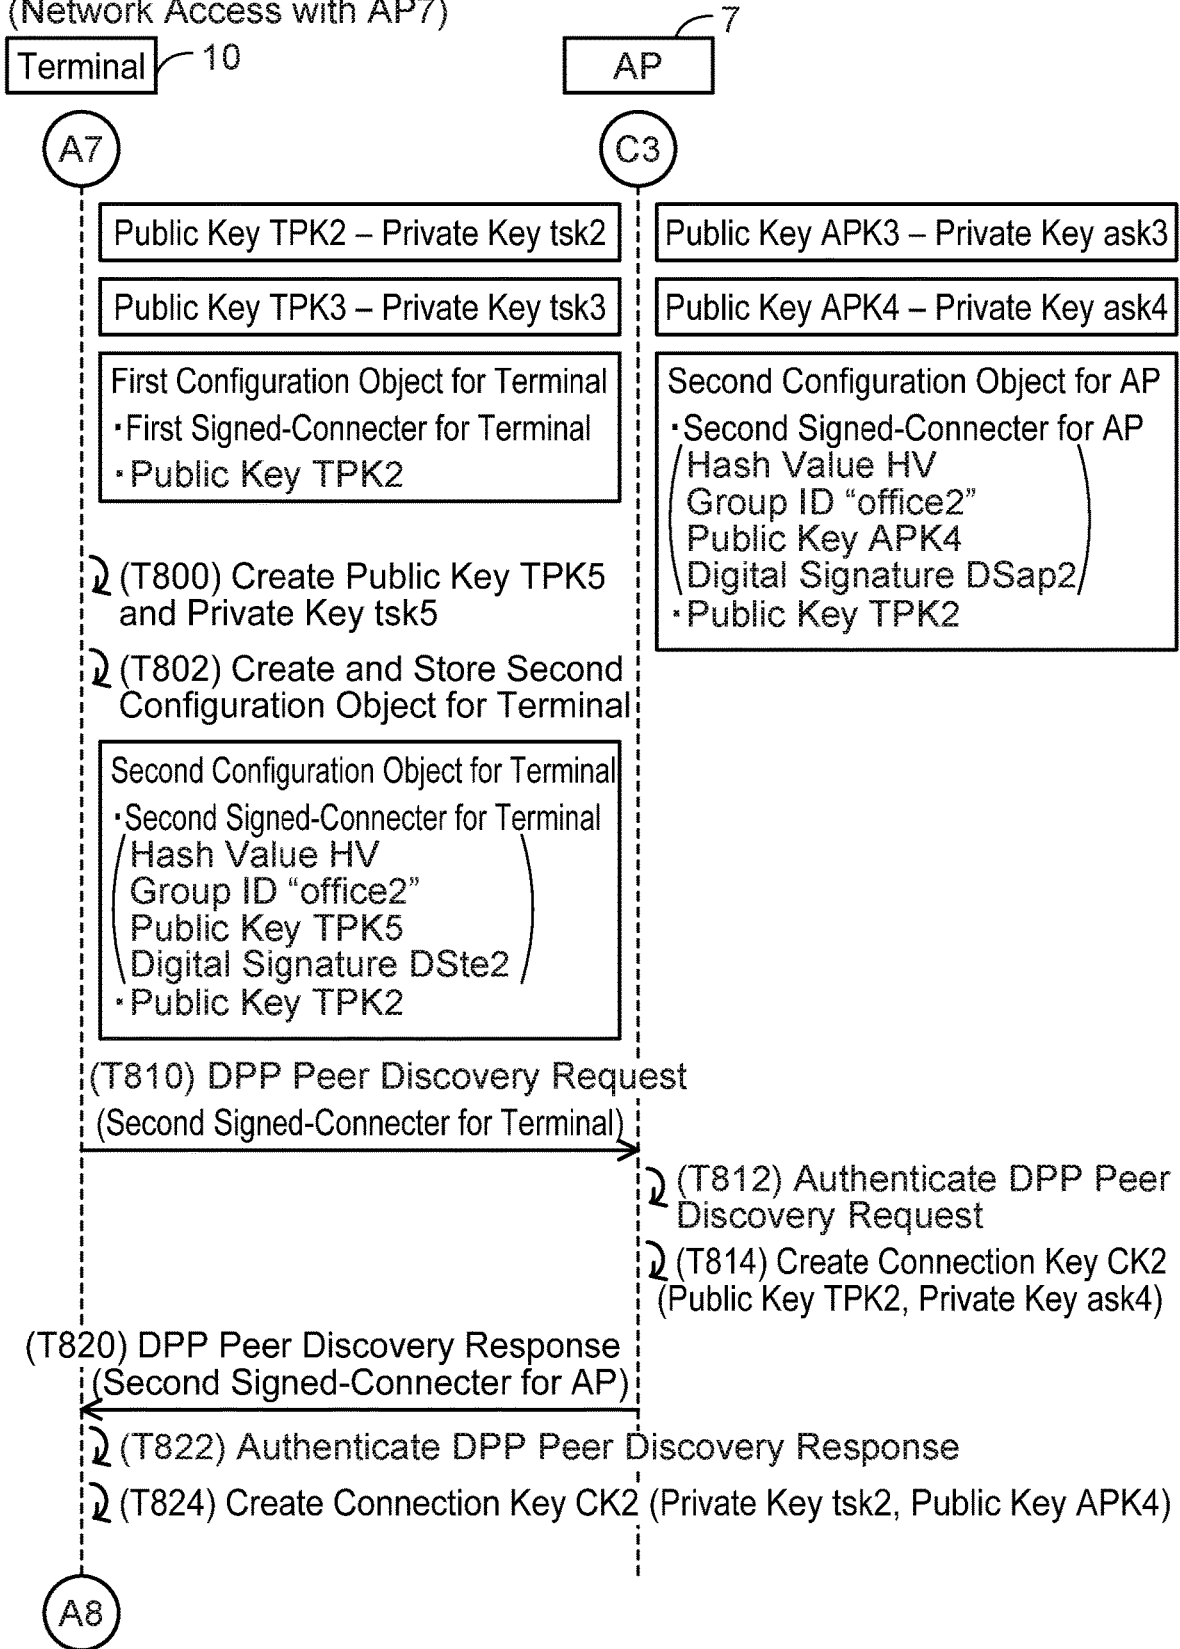 (Network Access with AP7)
Terminal
10
AP
7
A7
C3
Public Key TPK2 – Private Key tsk2
Public Key APK3 – Private Key ask3
Public Key TPK3 – Private Key tsk3
Public Key APK4 – Private Key ask4
First Configuration Object for Terminal
・First Signed-Connecter for Terminal
・Public Key TPK2
Second Configuration Object for AP
・Second Signed-Connecter for AP
Hash Value HV
Group ID “office2”
Public Key APK4
Digital Signature DSap2
・Public Key TPK2
(T800) Create Public Key TPK5
and Private Key tsk5
(T802) Create and Store Second
Configuration Object for Terminal
Second Configuration Object for Terminal
・Second Signed-Connecter for Terminal
Hash Value HV
Group ID “office2”
Public Key TPK5
Digital Signature DSte2
・Public Key TPK2
(T810) DPP Peer Discovery Request
(Second Signed-Connecter for Terminal)
(T812) Authenticate DPP Peer
Discovery Request
(T814) Create Connection Key CK2
(Public Key TPK2, Private Key ask4)
(T820) DPP Peer Discovery Response
(Second Signed-Connecter for AP)
(T822) Authenticate DPP Peer Discovery Response
(T824) Create Connection Key CK2 (Private Key tsk2, Public Key APK4)
A8